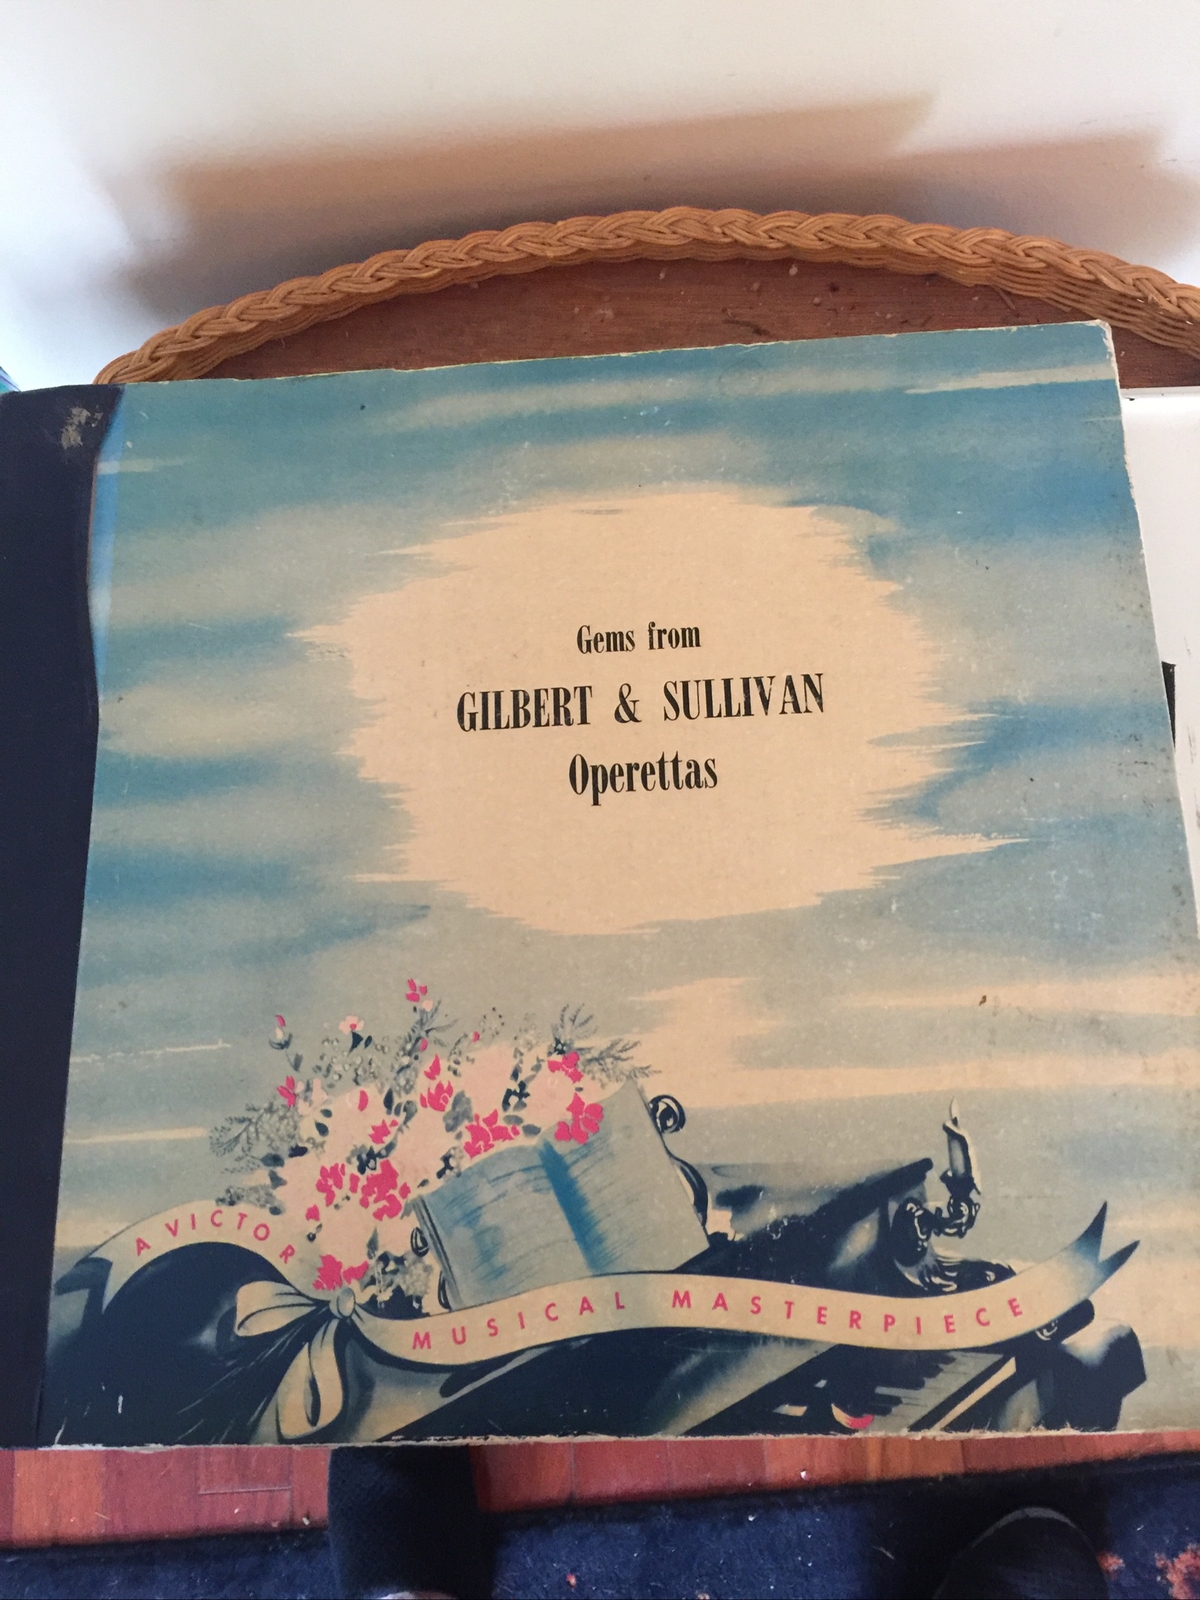 Gems from
GILBERT & SULLIVAN
Operettas
A VICTOR
MUSICAL MASTERPIECE